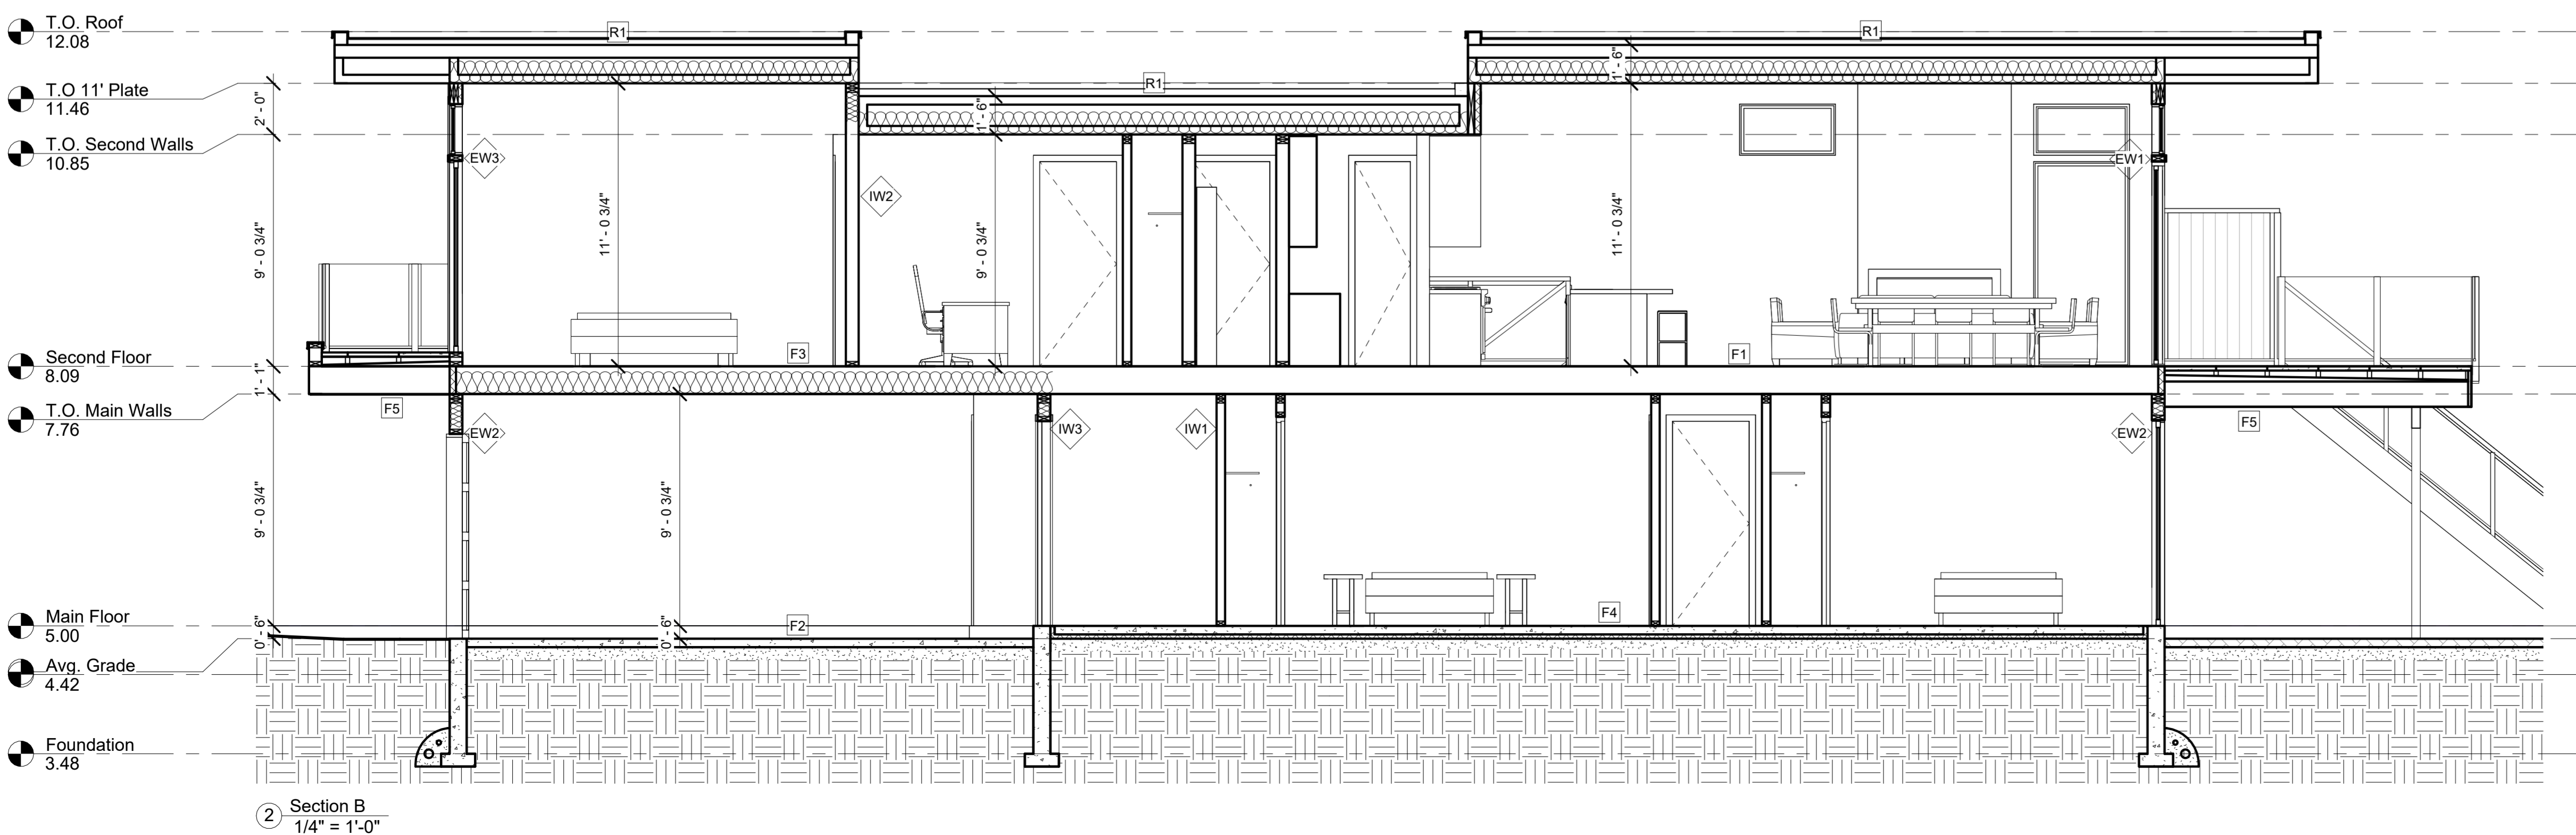 T.O. Roof
12.08
R1
R1
1' - 6"
T.O 11' Plate
11.46
R1
2' - 0"
1' - 6"
T.O. Second Walls
10.85
EW3
EW1
IW2
9' - 0 3/4"
11' - 0 3/4"
9' - 0 3/4"
11' - 0 3/4"
Second Floor
8.09
F3
F1
1' - 1"
T.O. Main Walls
7.76
F5
F5
EW2
IW3
IW1
EW2
9' - 0 3/4"
9' - 0 3/4"
Main Floor
5.00
F2
F4
0' - 6"
0' - 6"
Avg. Grade
4.42
Foundation
3.48
2
Section B
1/4" = 1'-0"